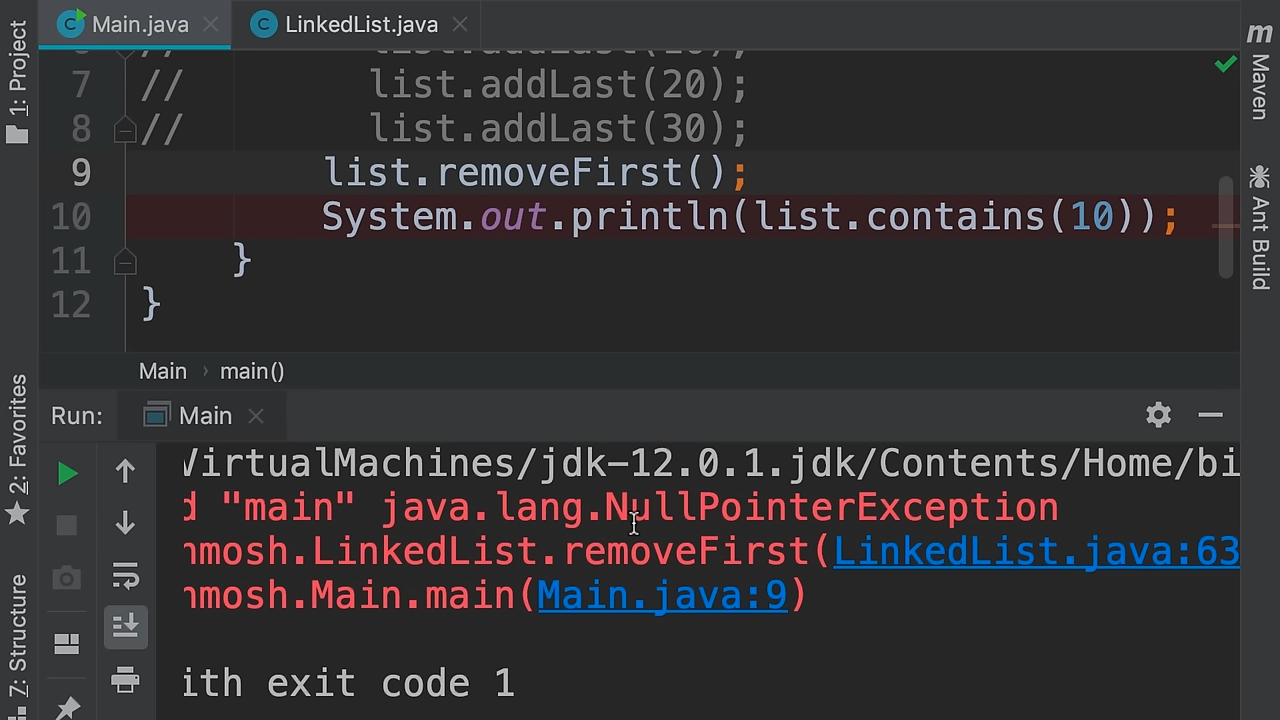 Main.java
LinkedList.java
1: Project
2: Favorites
7: Structure
Maven
Ant Build
7 // list.addLast(20);
8 // list.addLast(30);
9 list.removeFirst();
10 System.out.println(list.contains(10));
11 }
12 }
Main › main()
Run: Main
VirtualMachines/jdk-12.0.1.jdk/Contents/Home/bi
d "main" java.lang.NullPointerException
nmosh.LinkedList.removeFirst(LinkedList.java:63
nmosh.Main.main(Main.java:9)
ith exit code 1